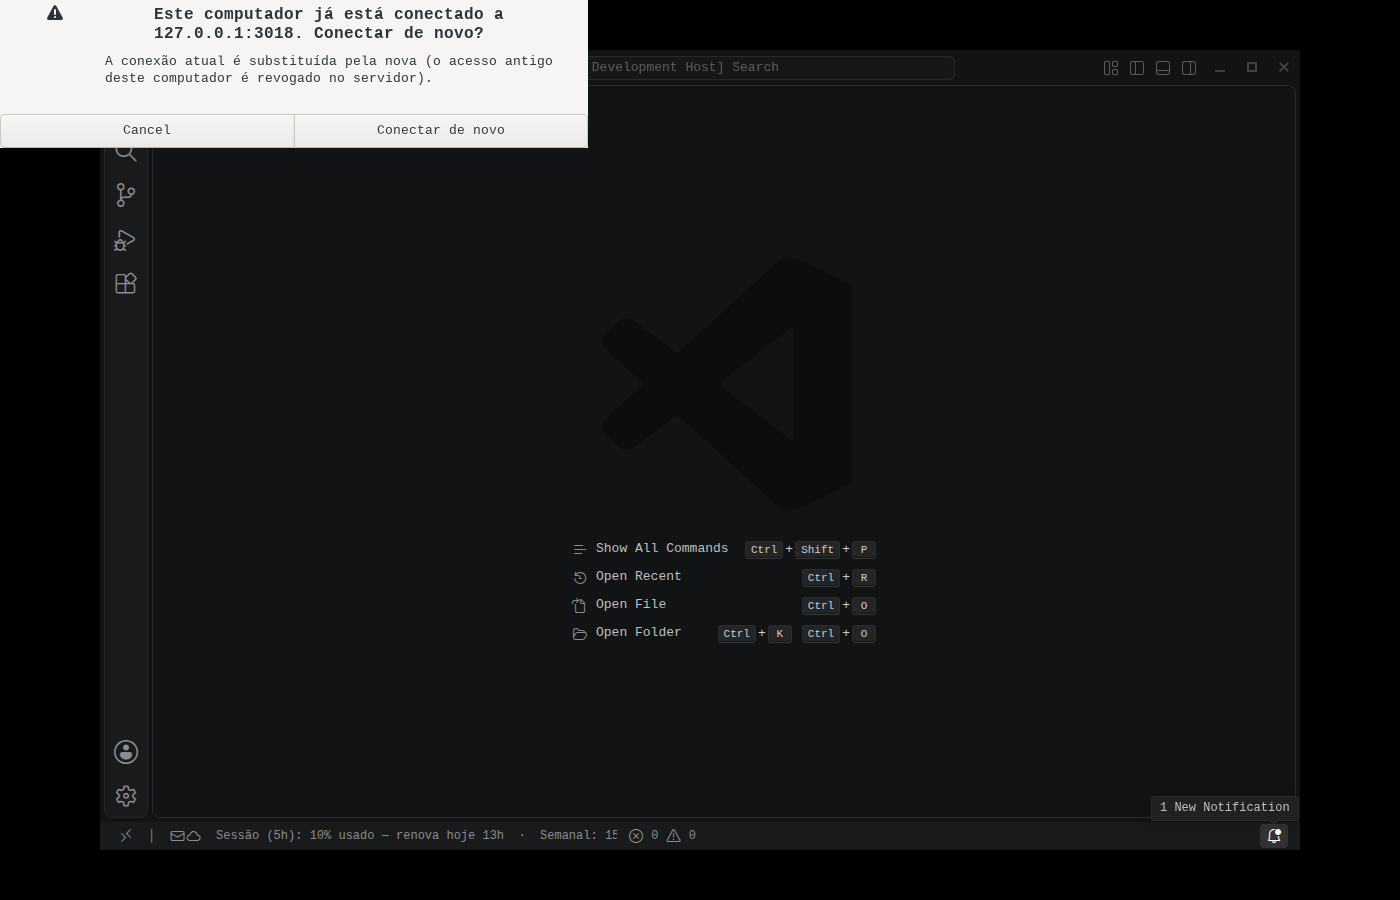 Este computador já está conectado a
127.0.0.1:3018. Conectar de novo?
A conexão atual é substituída pela nova (o acesso antigo
deste computador é revogado no servidor).
Cancel
Conectar de novo
Development Host] Search
Show All Commands Ctrl + Shift + P
Open Recent Ctrl + R
Open File Ctrl + O
Open Folder Ctrl + K Ctrl + O
1 New Notification
Sessão (5h): 10% usado — renova hoje 13h · Semanal: 15 0 0